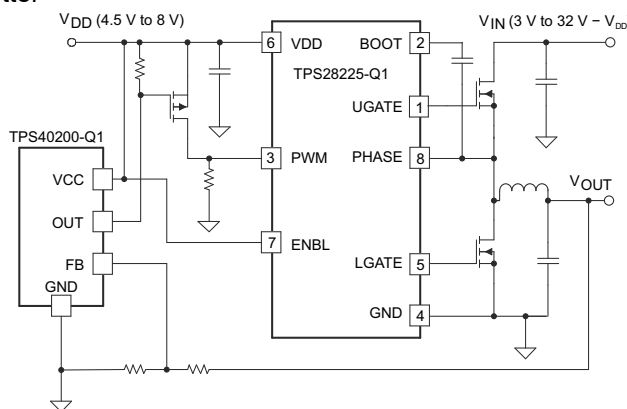 V_DD (4.5 V to 8 V)
V_IN (3 V to 32 V – V_DD
6 VDD
BOOT 2
TPS28225-Q1
UGATE 1
TPS40200-Q1
3 PWM
PHASE 8
VCC
V_OUT
OUT
7 ENBL
LGATE 5
FB
GND
GND 4